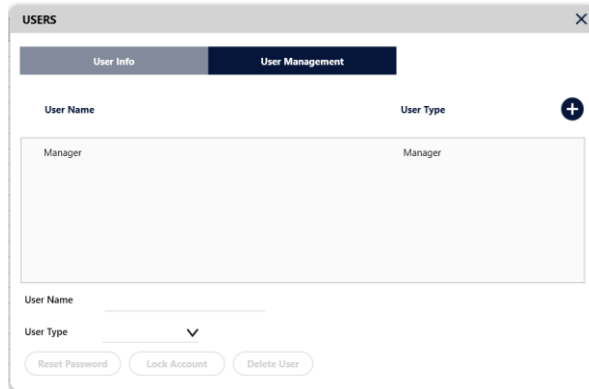 USERS
User Info User Management
User Name User Type
Manager Manager
User Name
User Type
Reset Password Lock Account Delete User